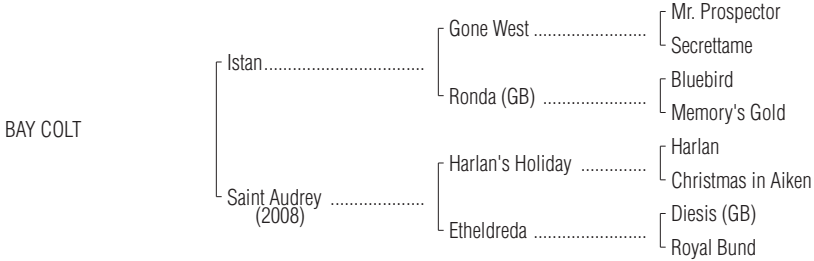 Mr. Prospector
Gone West ........................
Secrettame
Istan..................................
Bluebird
Ronda (GB) ......................
Memory's Gold
BAY COLT
Harlan
Harlan's Holiday ..............
Christmas in Aiken
Saint Audrey ....................
(2008)
Diesis (GB)
Etheldreda ........................
Royal Bund